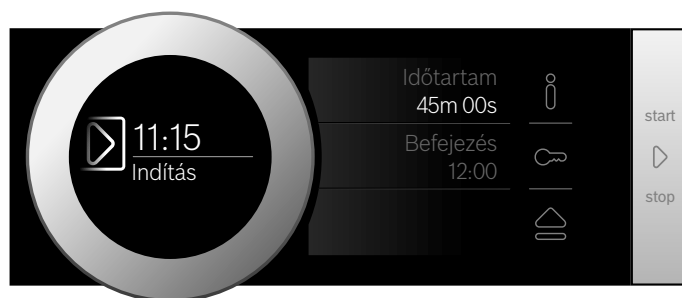 11:15
Indítás
Időtartam
45m 00s
Befejezés
12:00
start
stop